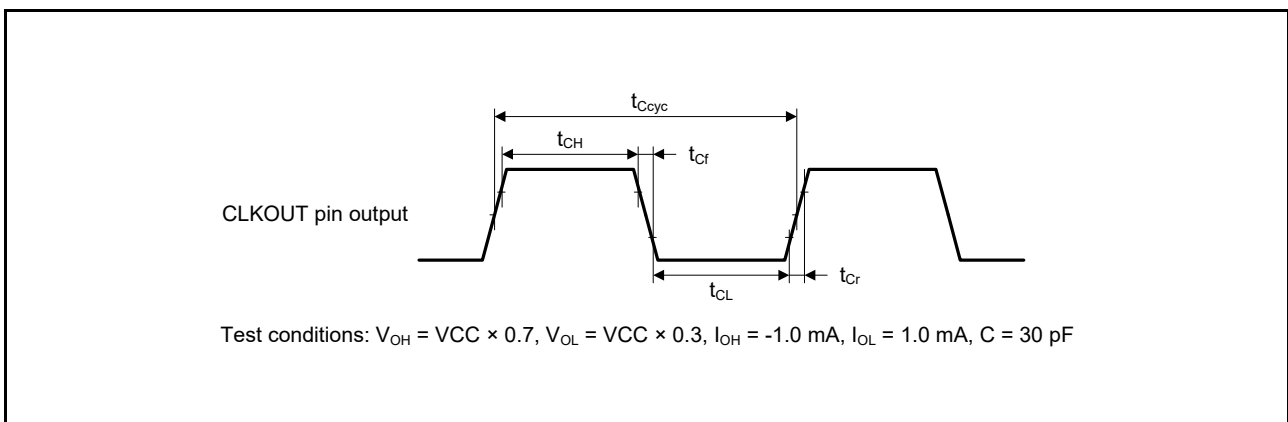 tCcyc
tCH
tCf
CLKOUT pin output
tCr
tCL
Test conditions: VOH = VCC × 0.7, VOL = VCC × 0.3, IOH = -1.0 mA, IOL = 1.0 mA, C = 30 pF